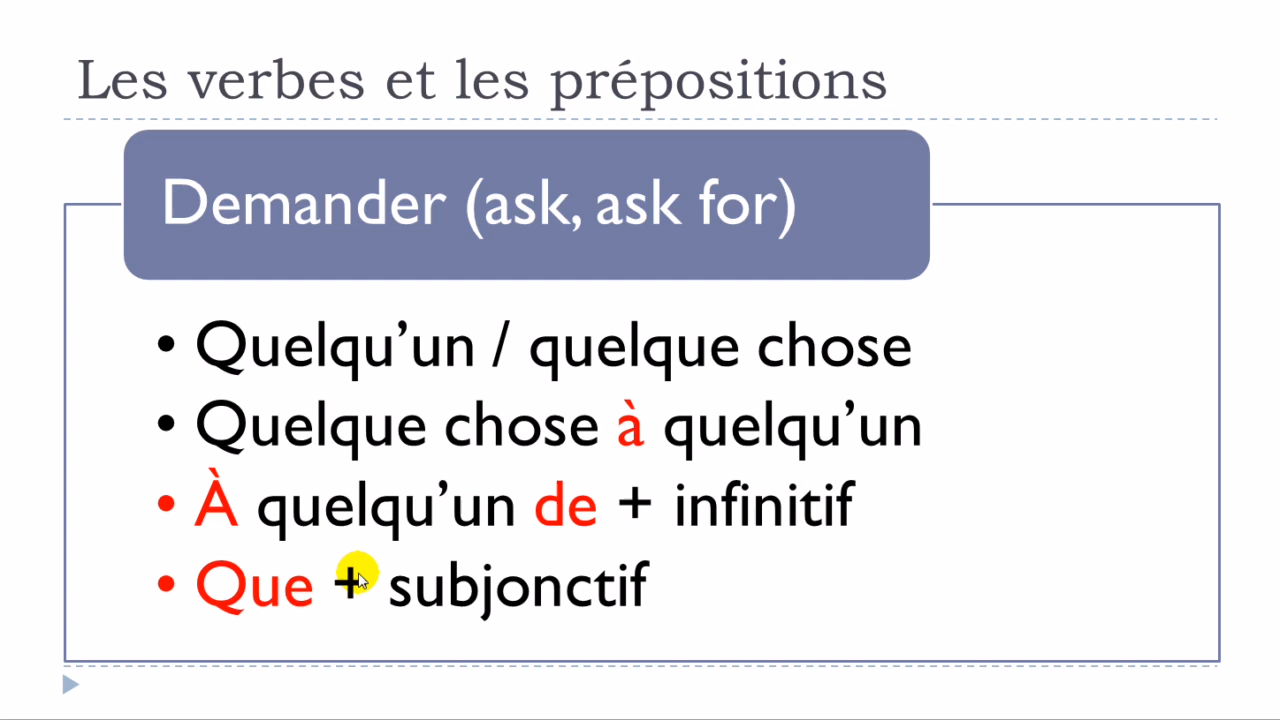 Les verbes et les prépositions
Demander (ask, ask for)
• Quelqu’un / quelque chose
• Quelque chose à quelqu’un
• À quelqu’un de + infinitif
• Que + subjonctif